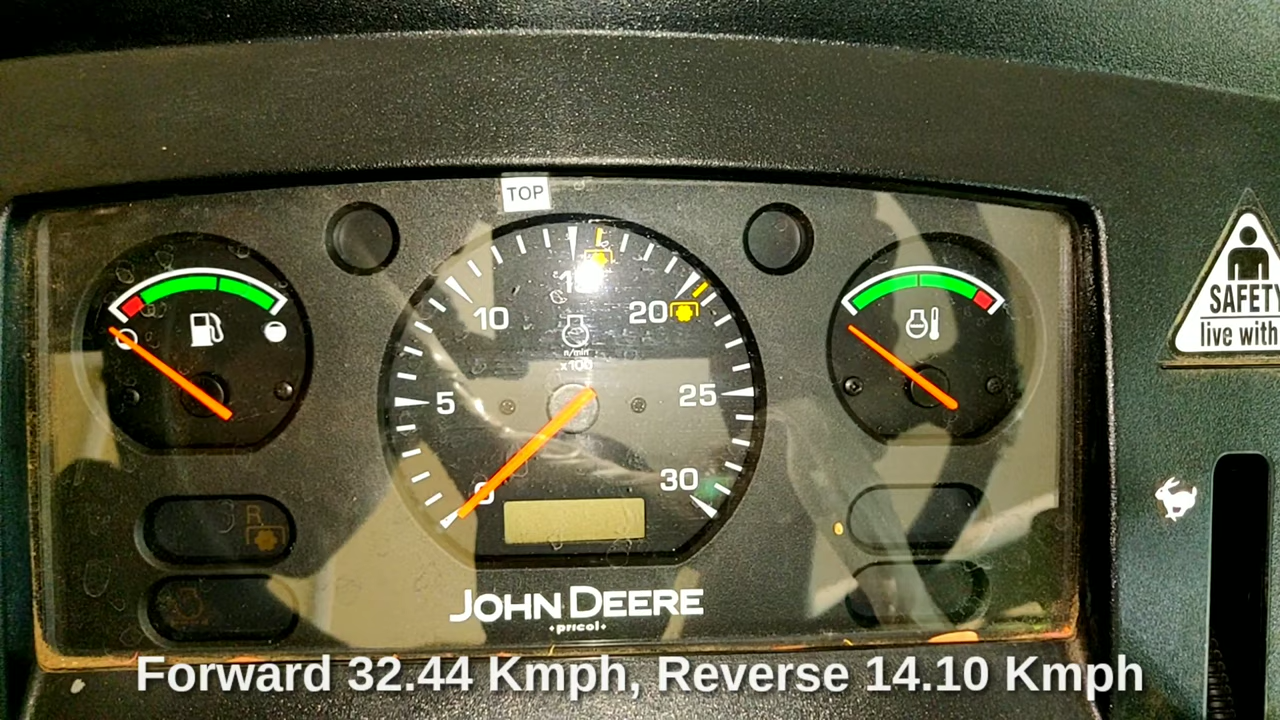 TOP
10
15
20
5
25
0
30
n/min
x100
R
JOHN DEERE
pricol
SAFETY
live with
Forward 32.44 Kmph, Reverse 14.10 Kmph